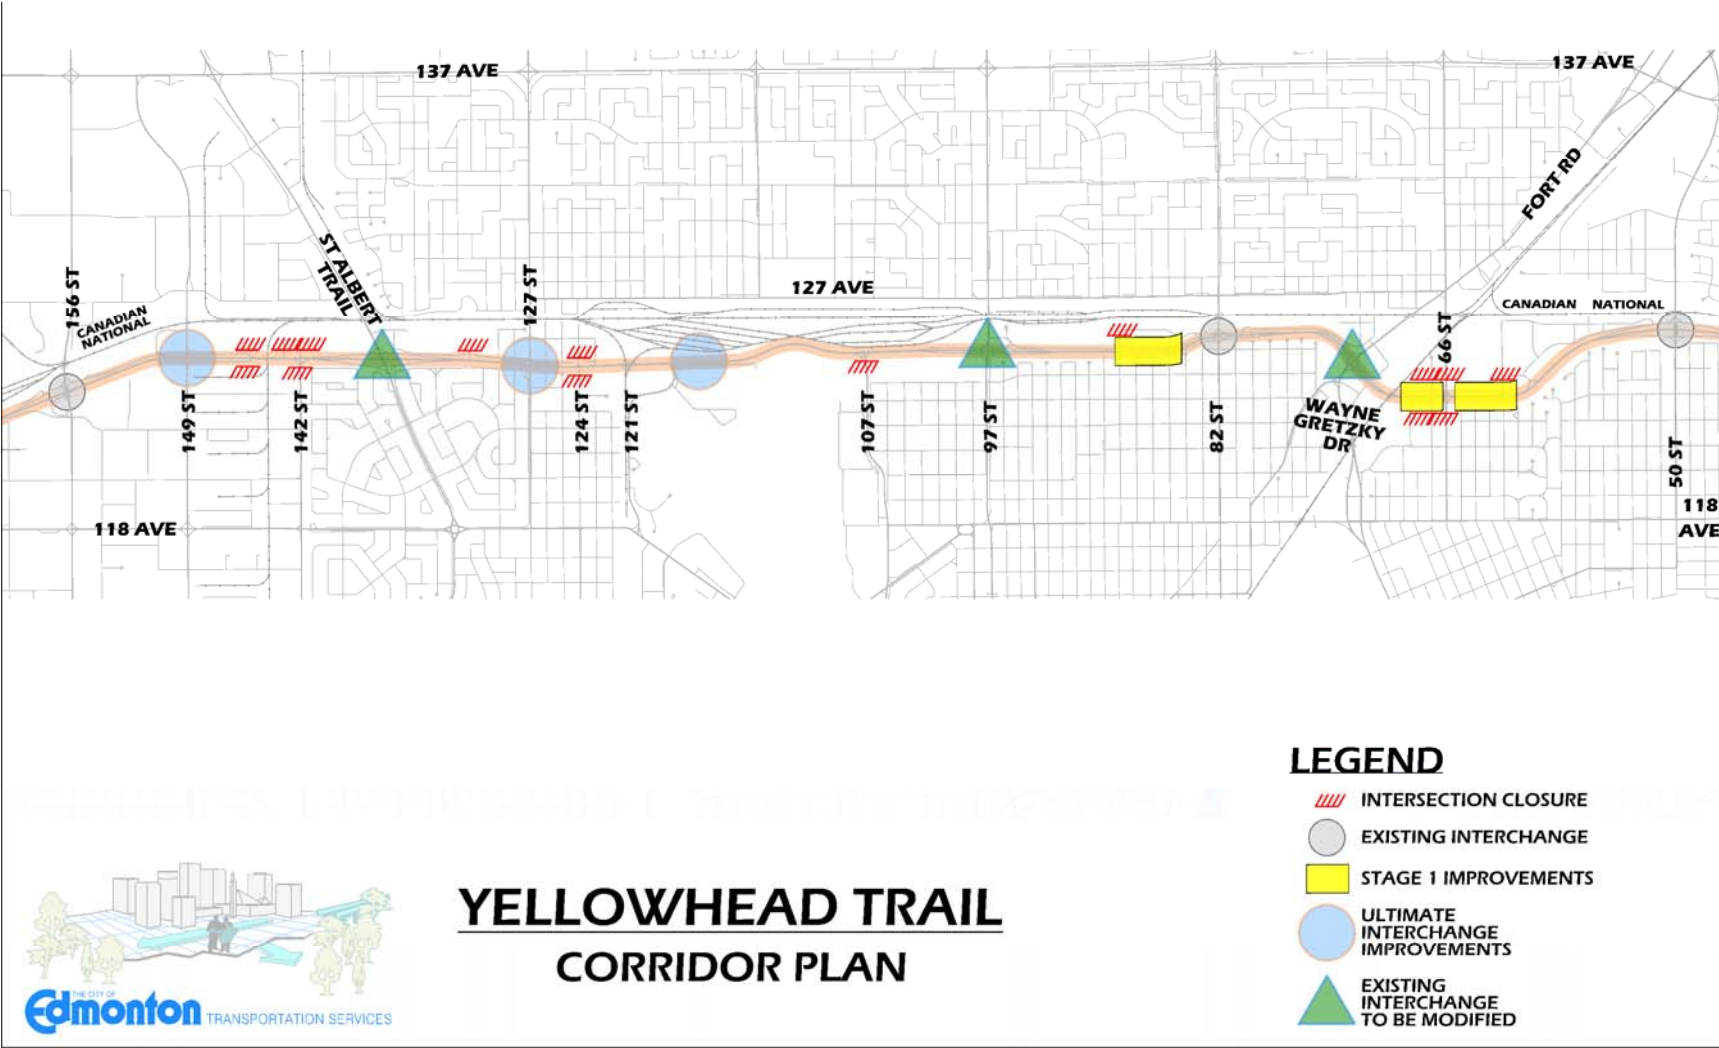 137 AVE
137 AVE
FORT RD
ST ALBERT
TRAIL
156 ST
127 ST
127 AVE
CANADIAN
NATIONAL
CANADIAN NATIONAL
66 ST
149 ST
142 ST
124 ST
121 ST
107 ST
97 ST
82 ST
WAYNE
GRETZKY
DR
50 ST
118 AVE
118
AVE
LEGEND
INTERSECTION CLOSURE
EXISTING INTERCHANGE
STAGE 1 IMPROVEMENTS
ULTIMATE
INTERCHANGE
IMPROVEMENTS
EXISTING
INTERCHANGE
TO BE MODIFIED
YELLOWHEAD TRAIL
CORRIDOR PLAN
THE CITY OF
Edmonton TRANSPORTATION SERVICES